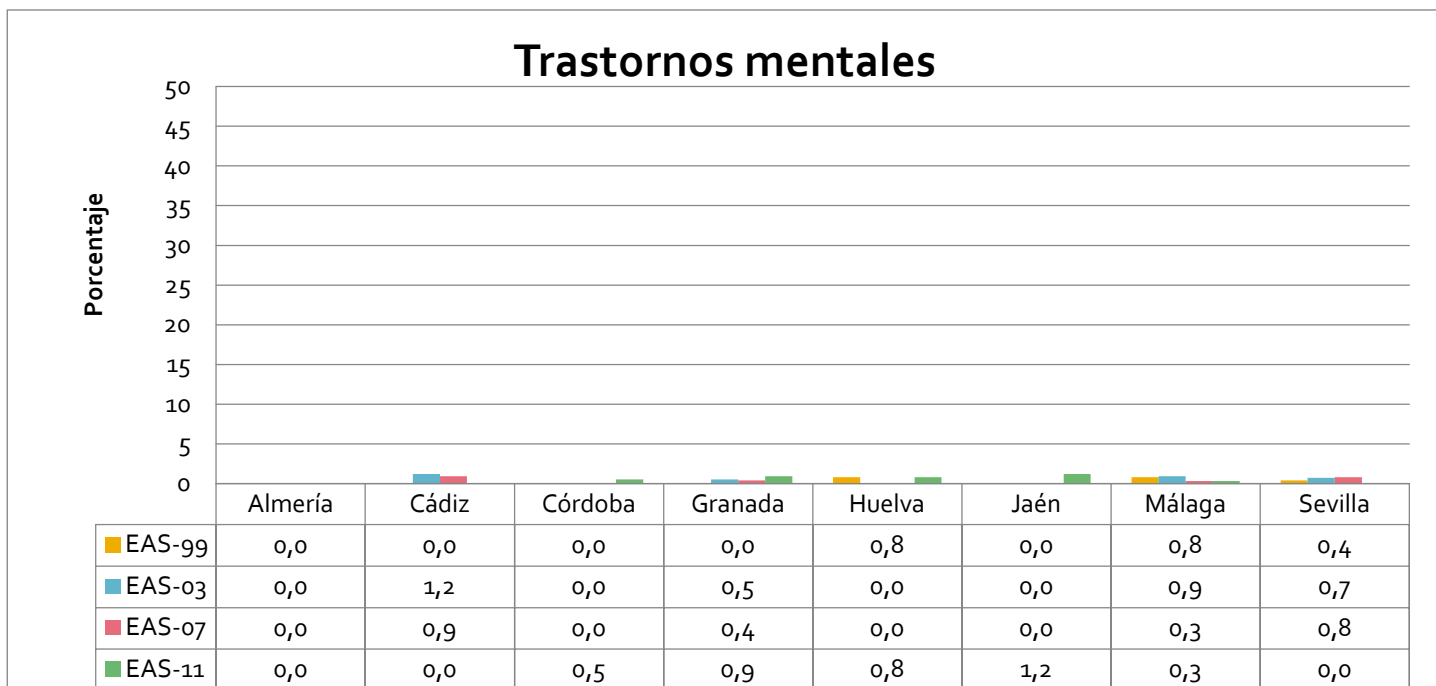 Trastornos mentales
50
45
40
35
30
25
20
15
10
5
0
Porcentaje
Almería Cádiz Córdoba Granada Huelva Jaén Málaga Sevilla
EAS-99 0,0 0,0 0,0 0,0 0,8 0,0 0,8 0,4
EAS-03 0,0 1,2 0,0 0,5 0,0 0,0 0,9 0,7
EAS-07 0,0 0,9 0,0 0,4 0,0 0,0 0,3 0,8
EAS-11 0,0 0,0 0,5 0,9 0,8 1,2 0,3 0,0